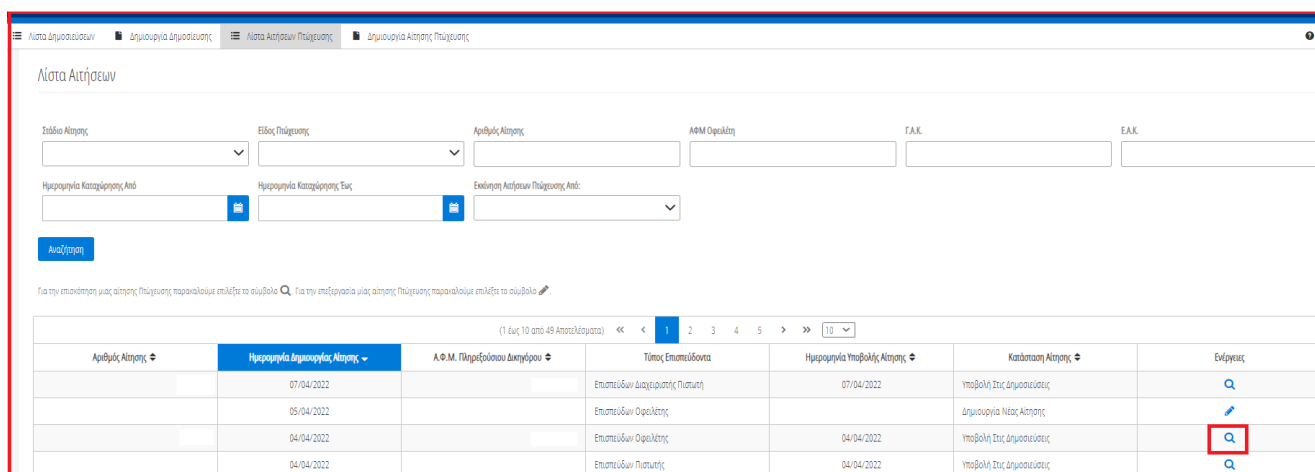 Λίστα Δημοσιεύσεων Δημιουργία Δημοσίευσης Λίστα Αιτήσεων Πτώχευσης Δημιουργία Αίτησης Πτώχευσης
Λίστα Αιτήσεων
Στάδιο Αίτησης Είδος Πτώχευσης Αριθμός Αίτησης ΑΦΜ Οφειλέτη Γ.Α.Κ. Ε.Α.Κ.
Ημερομηνία Καταχώρησης Από Ημερομηνία Καταχώρησης Έως Εκκίνηση Αιτήσεων Πτώχευσης Από:
Αναζήτηση
Για την επισκόπηση μιας αίτησης Πτώχευσης παρακαλούμε επιλέξτε το σύμβολο . Για την επεξεργασία μίας αίτησης Πτώχευσης παρακαλούμε επιλέξτε το σύμβολο .
(1 έως 10 από 49 Αποτελέσματα) 1 2 3 4 5 10
Αριθμός Αίτησης Ημερομηνία Δημιουργίας Αίτησης Α.Φ.Μ. Πληρεξούσιου Δικηγόρου Τύπος Επισπεύδοντα Ημερομηνία Υποβολής Αίτησης Κατάσταση Αίτησης Ενέργειες
07/04/2022 Επισπεύδων Διαχειριστής Πιστωτή 07/04/2022 Υποβολή Στις Δημοσιεύσεις
05/04/2022 Επισπεύδων Οφειλέτης Δημιουργία Νέας Αίτησης
04/04/2022 Επισπεύδων Οφειλέτης 04/04/2022 Υποβολή Στις Δημοσιεύσεις
04/04/2022 Επισπεύδων Πιστωτής 04/04/2022 Υποβολή Στις Δημοσιεύσεις